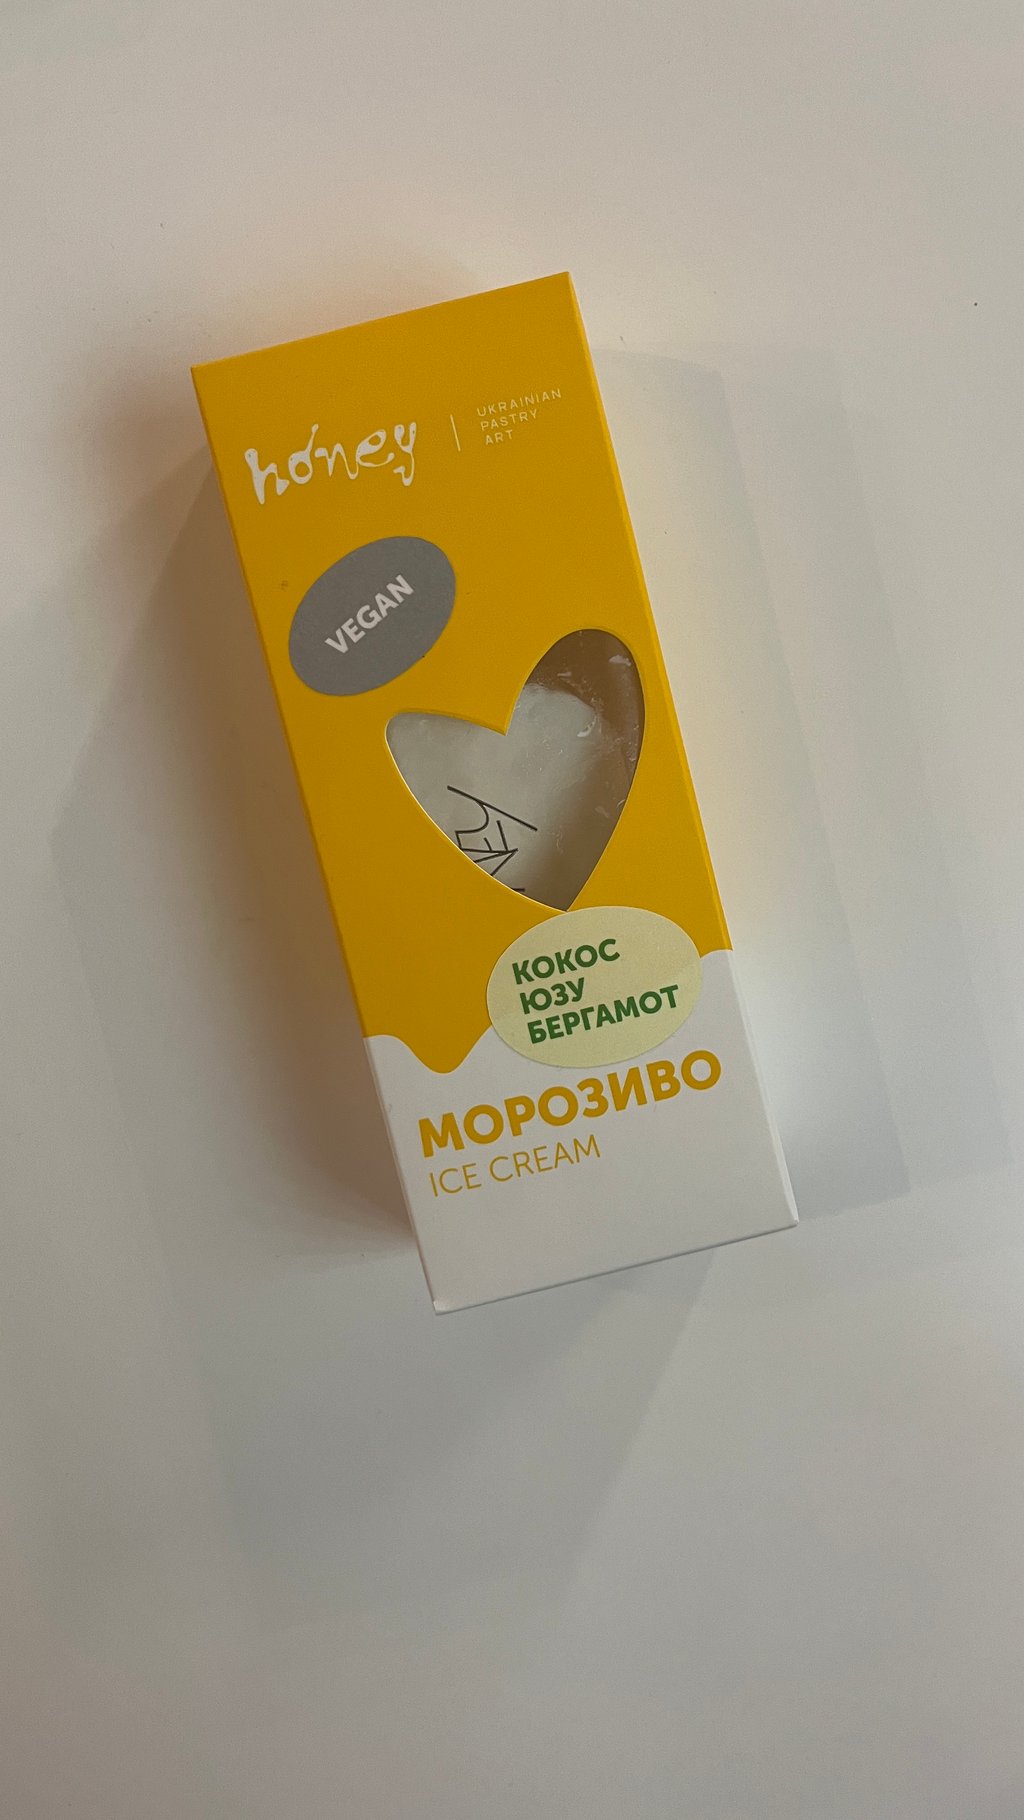 honey
UKRAINIAN
PASTRY
ART
VEGAN
КОКОС
ЮЗУ
БЕРГАМОТ
МОРОЗИВО
ICE CREAM